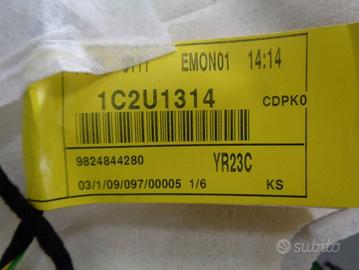 EMON01 14:14
1C2U1314 CDPK0
9824844280 YR23C
03/1/09/097/00005 1/6 KS
subito